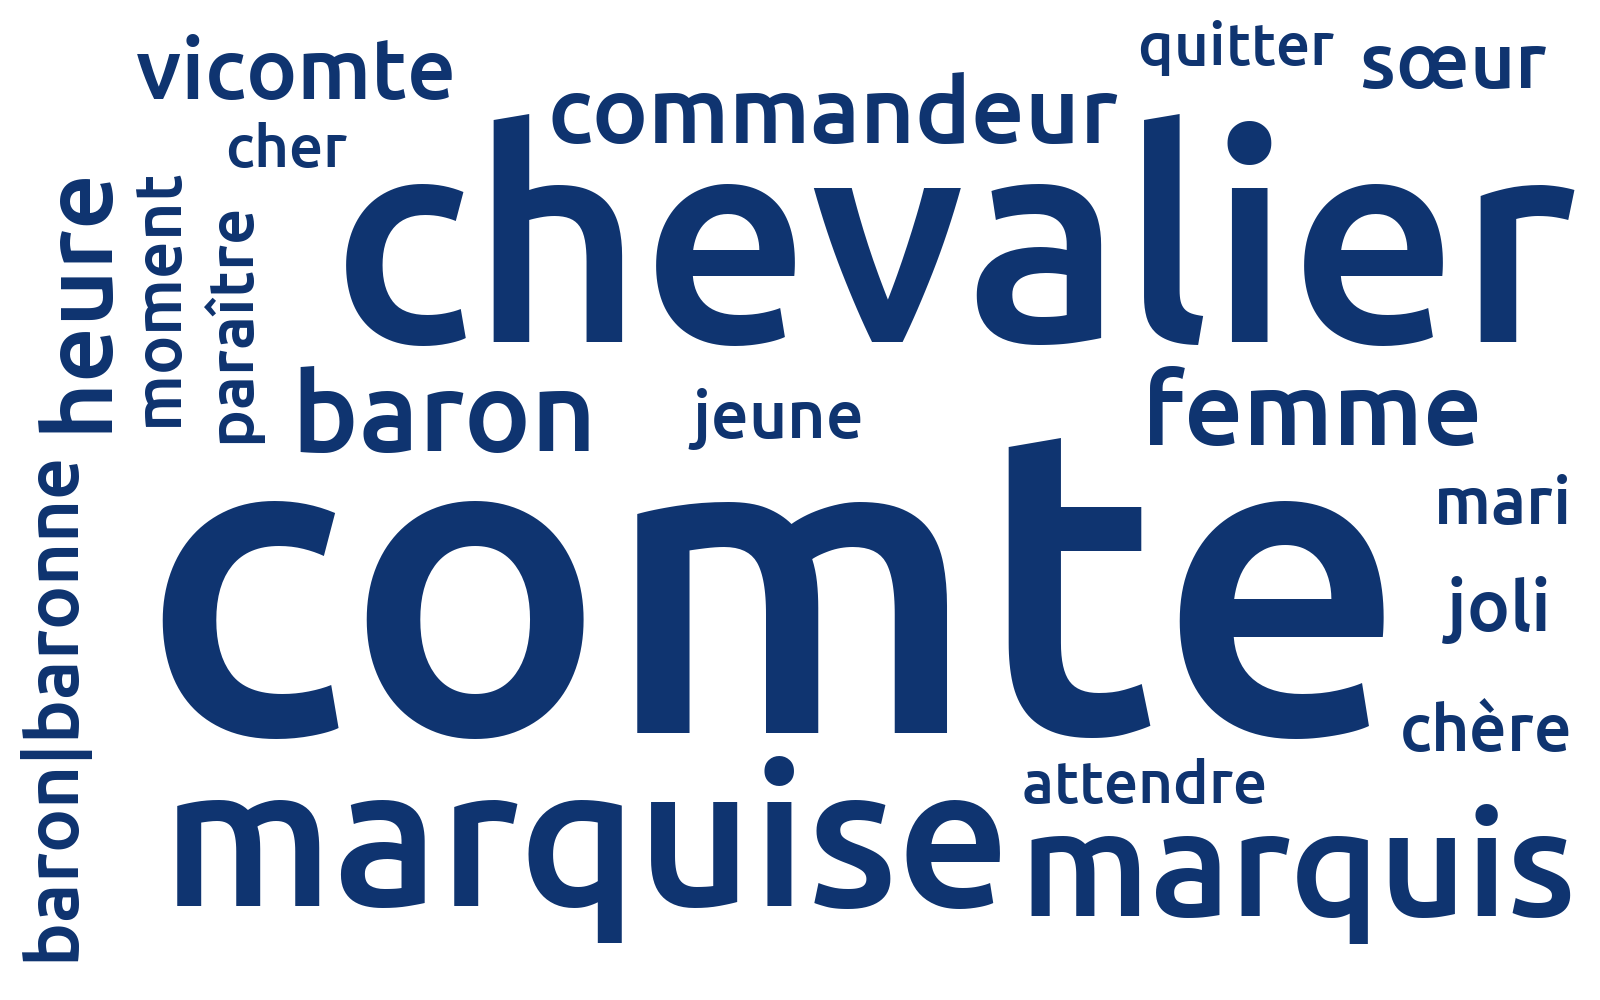 vicomte
quitter
sœur
commandeur
cher
chevalier
heure
moment
paraître
baron
jeune
femme
baron|baronne
comte
mari
joli
chère
marquise
attendre
marquis